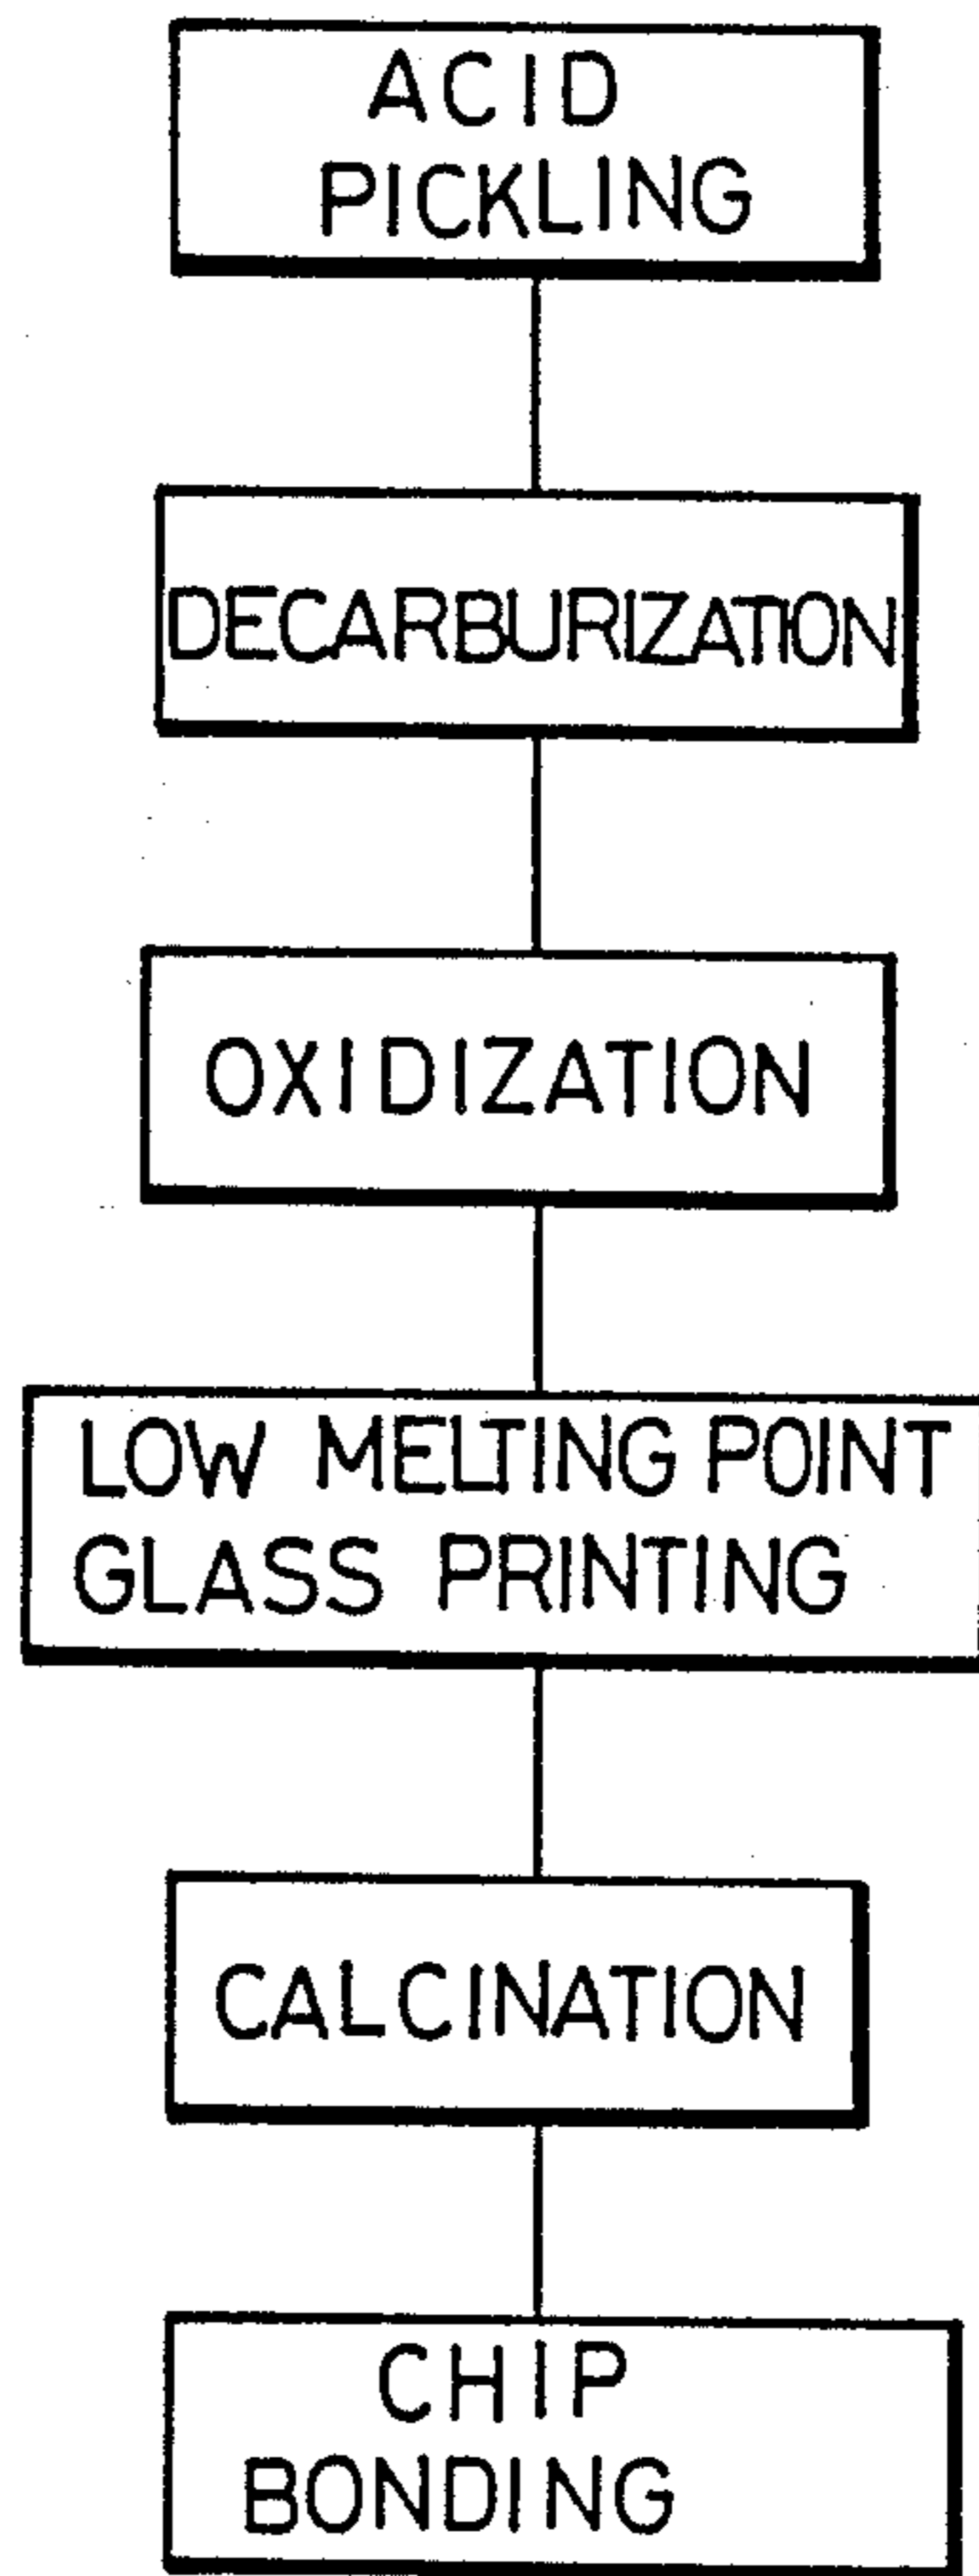 ACID
PICKLING
DECARBURIZATION
OXIDIZATION
LOW MELTING POINT
GLASS PRINTING
CALCINATION
CHIP
BONDING